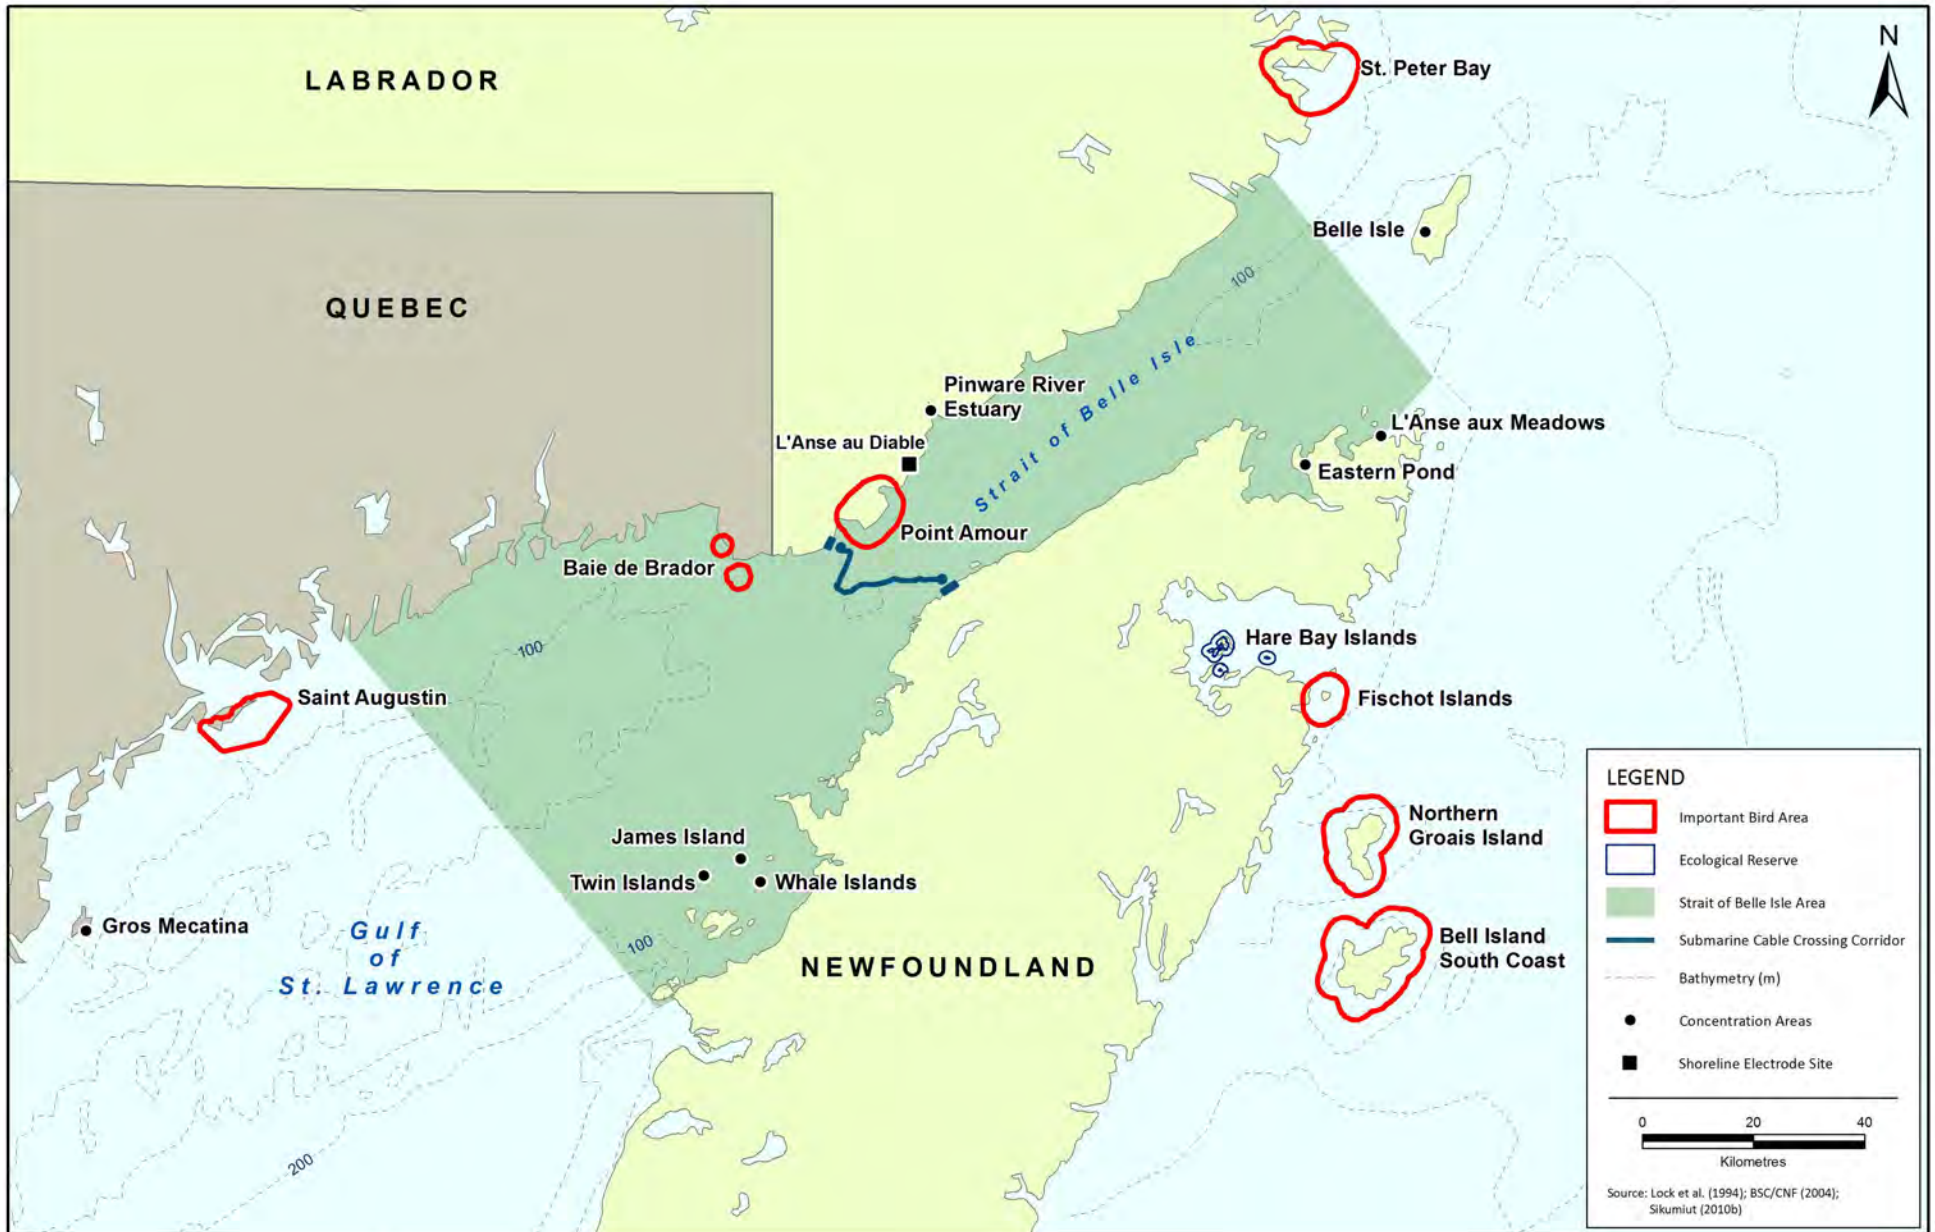 LABRADOR
St. Peter Bay
N
Belle Isle
QUEBEC
100
Strait of Belle Isle
Pinware River
Estuary
L'Anse au Diable
L'Anse aux Meadows
Eastern Pond
Point Amour
Baie de Brador
Hare Bay Islands
100
Saint Augustin
Fischot Islands
Northern
Groais Island
James Island
Twin Islands
Whale Islands
Gros Mecatina
Gulf
of
St. Lawrence
100
100
NEWFOUNDLAND
Bell Island
South Coast
200
LEGEND
Important Bird Area
Ecological Reserve
Strait of Belle Isle Area
Submarine Cable Crossing Corridor
Bathymetry (m)
Concentration Areas
Shoreline Electrode Site
0 20 40
Kilometres
Source: Lock et al. (1994); BSC/CNF (2004);
Sikumiut (2010b)